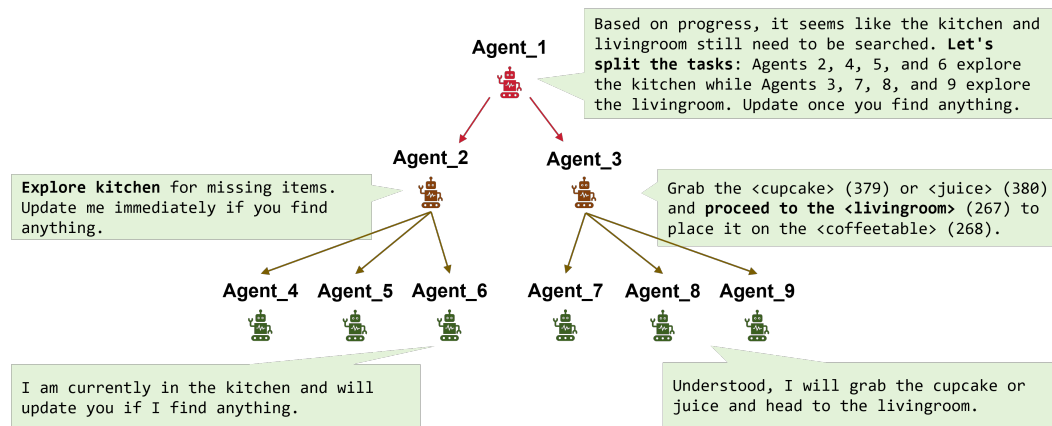 Based on progress, it seems like the kitchen and
livingroom still need to be searched. Let's
split the tasks: Agents 2, 4, 5, and 6 explore
the kitchen while Agents 3, 7, 8, and 9 explore
the livingroom. Update once you find anything.
Agent_1
Agent_2
Agent_3
Explore kitchen for missing items.
Update me immediately if you find
anything.
Grab the <cupcake> (379) or <juice> (380)
and proceed to the <livingroom> (267) to
place it on the <coffeetable> (268).
Agent_4
Agent_5
Agent_6
Agent_7
Agent_8
Agent_9
I am currently in the kitchen and will
update you if I find anything.
Understood, I will grab the cupcake or
juice and head to the livingroom.